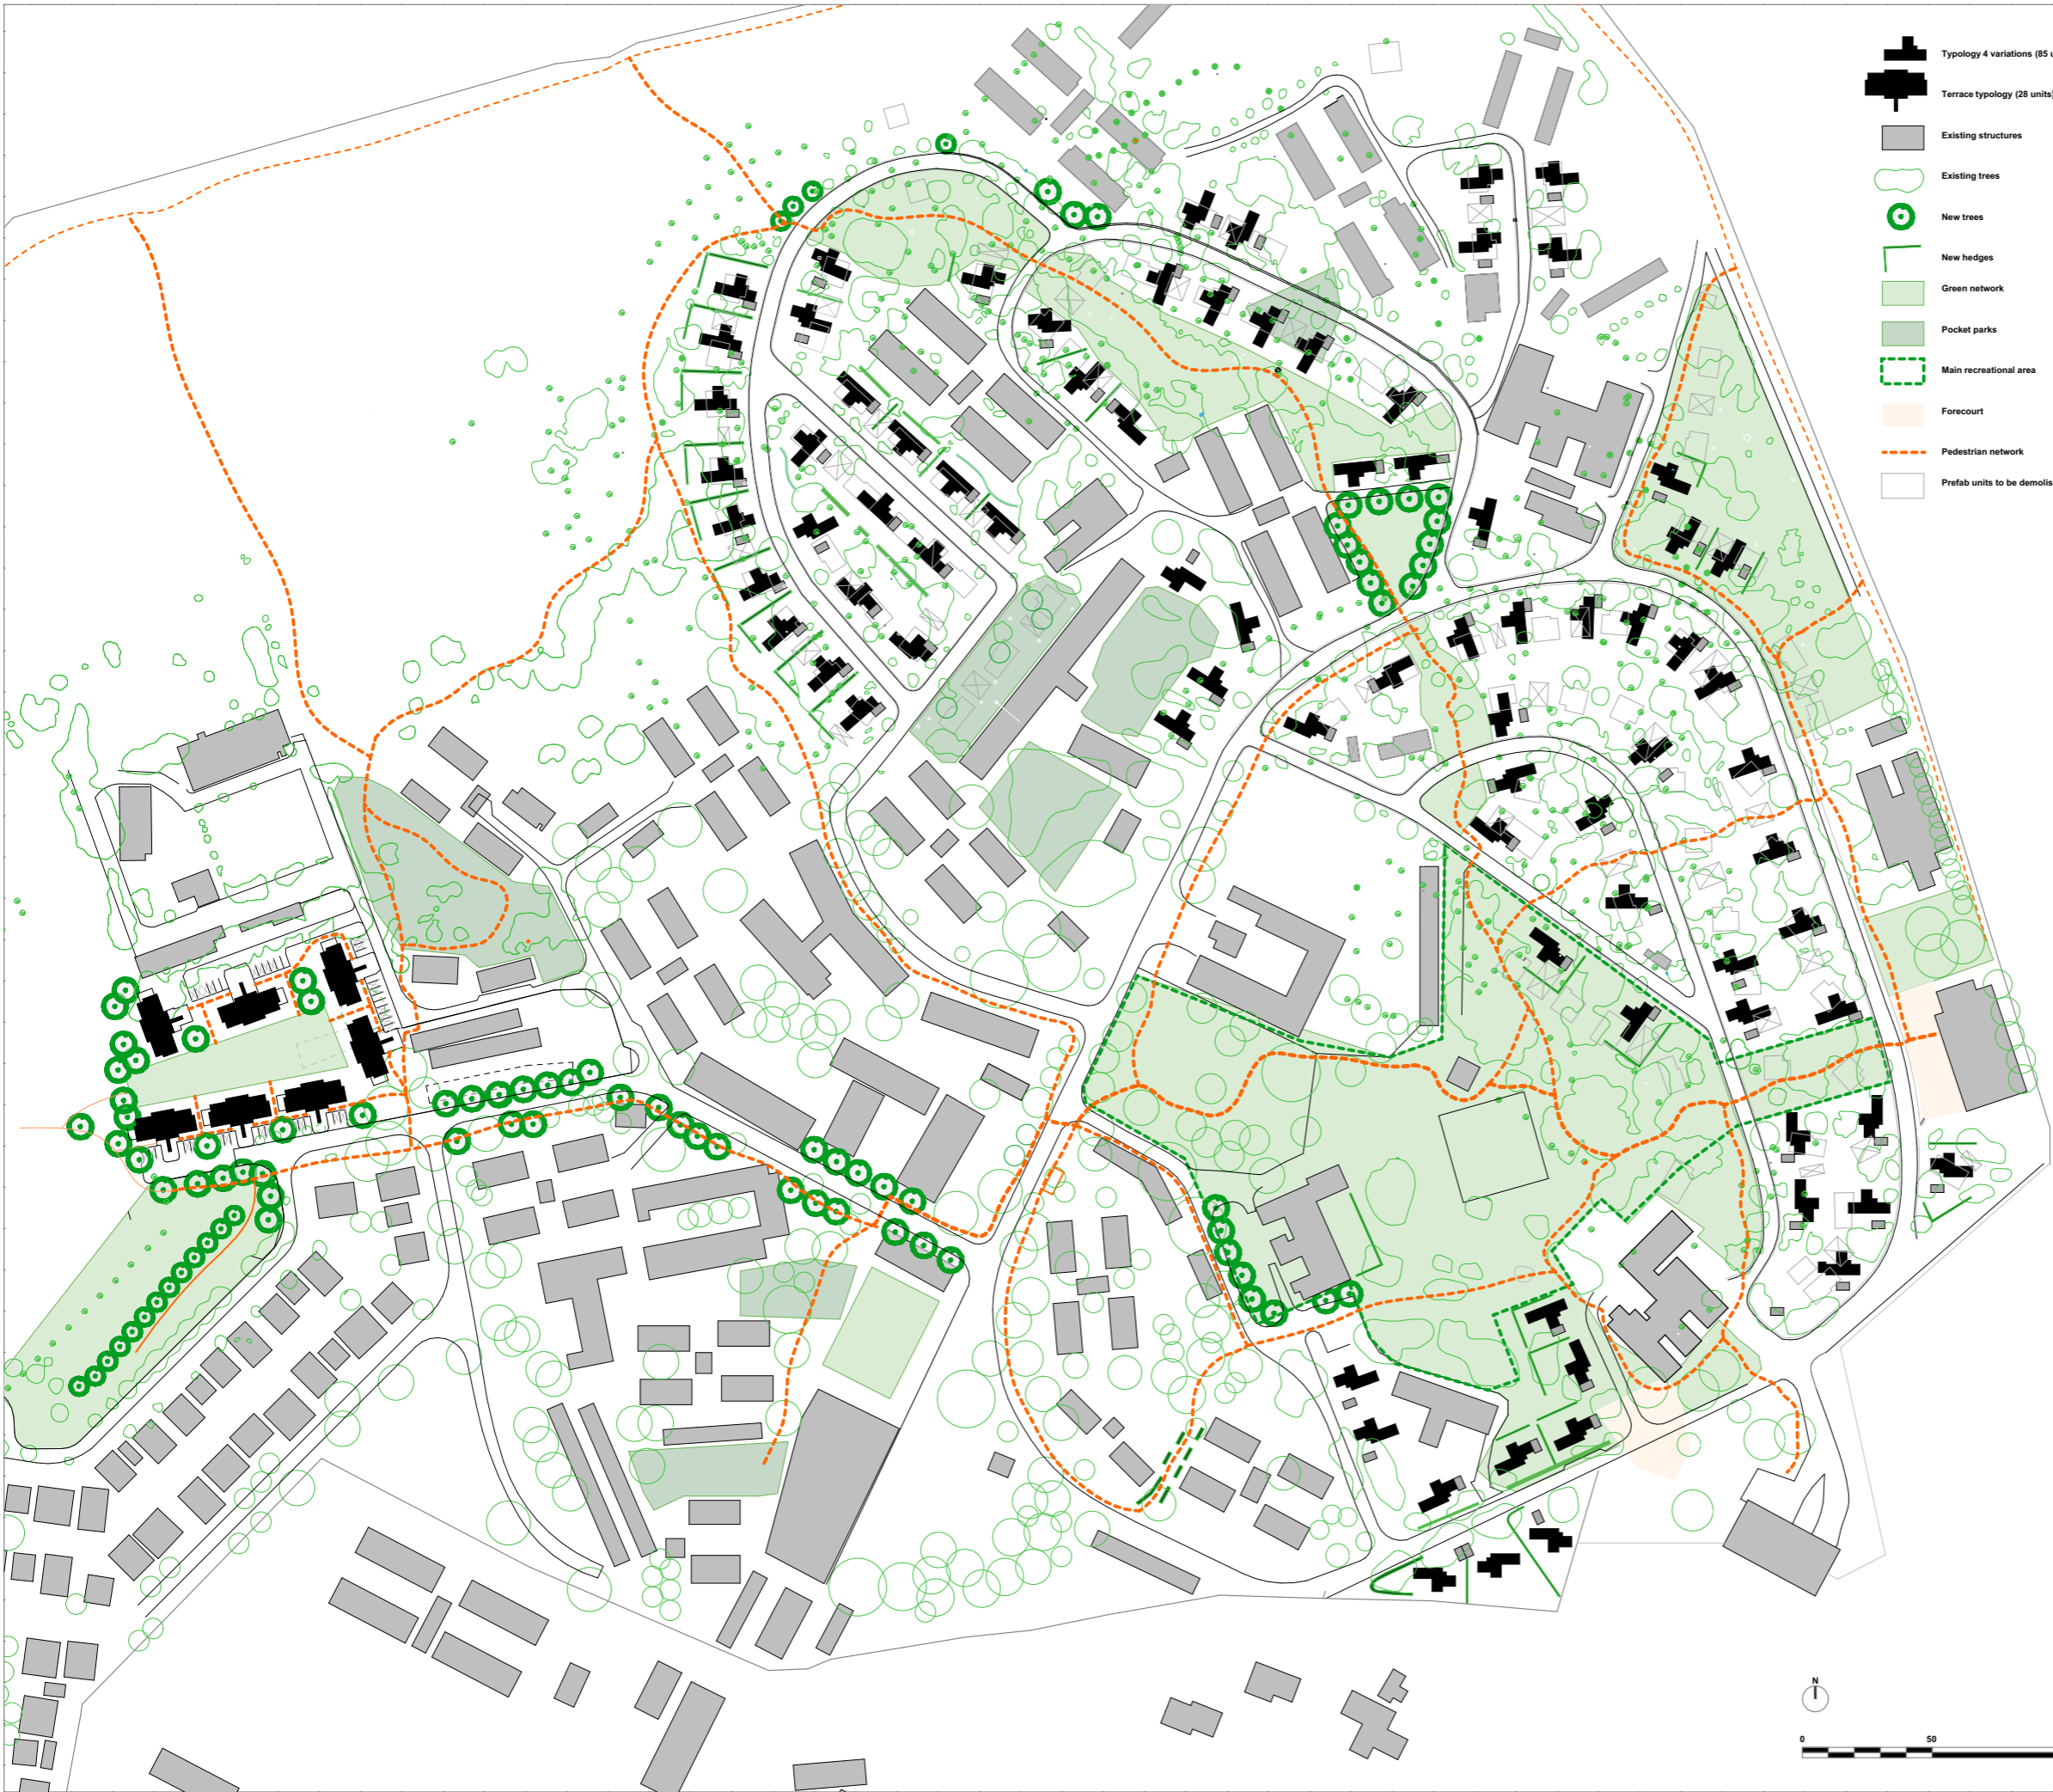 Typology 4 variations (85 u
Terrace typology (28 units)
Existing structures
Existing trees
New trees
New hedges
Green network
Pocket parks
Main recreational area
Forecourt
Pedestrian network
Prefab units to be demolis
N
0 50